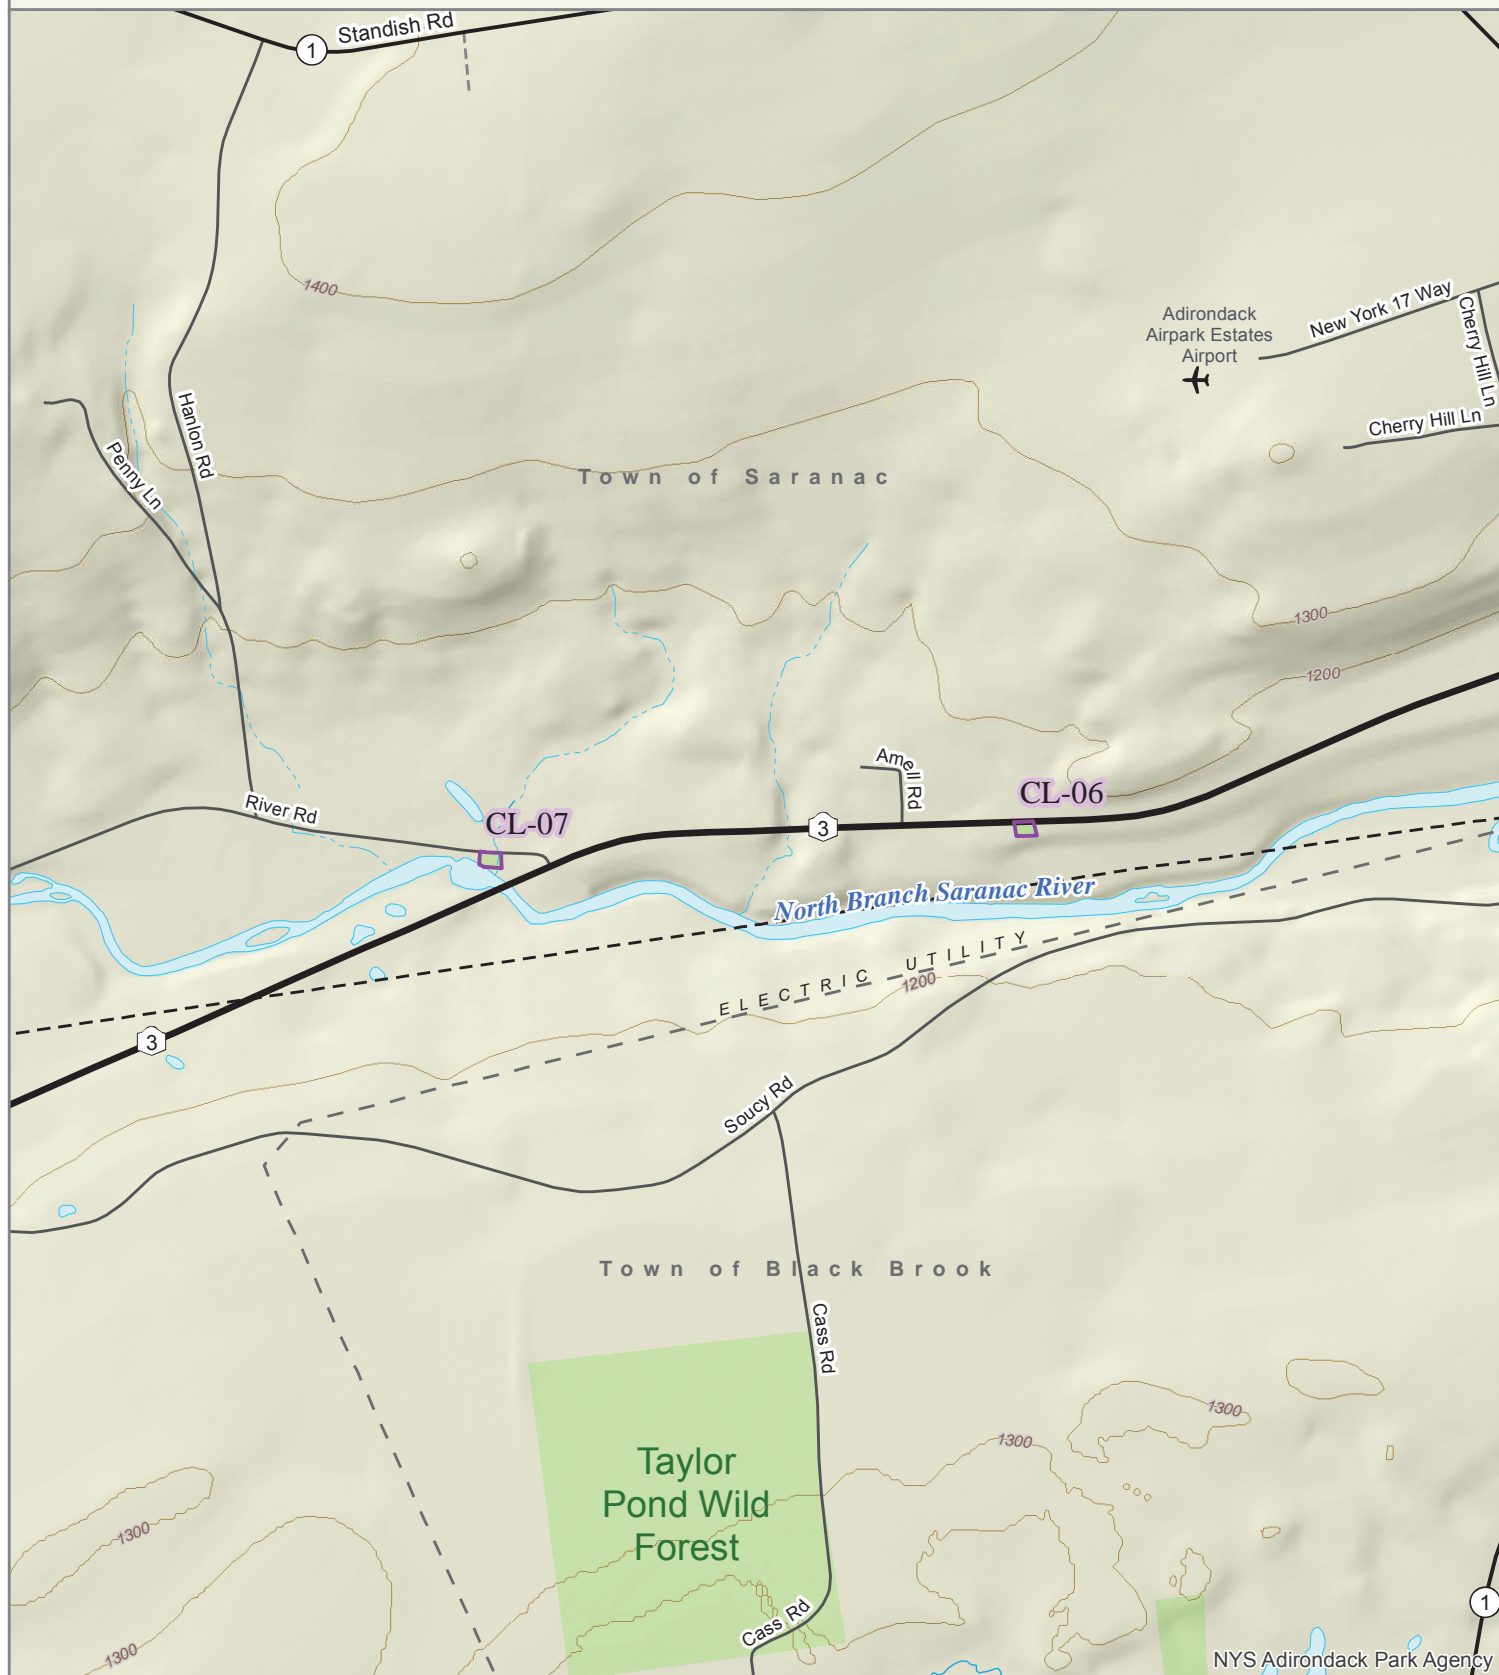 Standish Rd
1
1400
Adirondack
Airpark Estates
Airport
New York 17 Way
Cherry Hill Ln
Cherry Hill Ln
Hanlon Rd
Penny Ln
Town of Saranac
1300
1200
Amell Rd
CL-06
River Rd
CL-07
3
North Branch Saranac River
ELECTRIC UTILITY
1200
3
Soucy Rd
Town of Black Brook
Cass Rd
1300
1300
Taylor
Pond Wild
Forest
1300
Cass Rd
1
1300
NYS Adirondack Park Agency